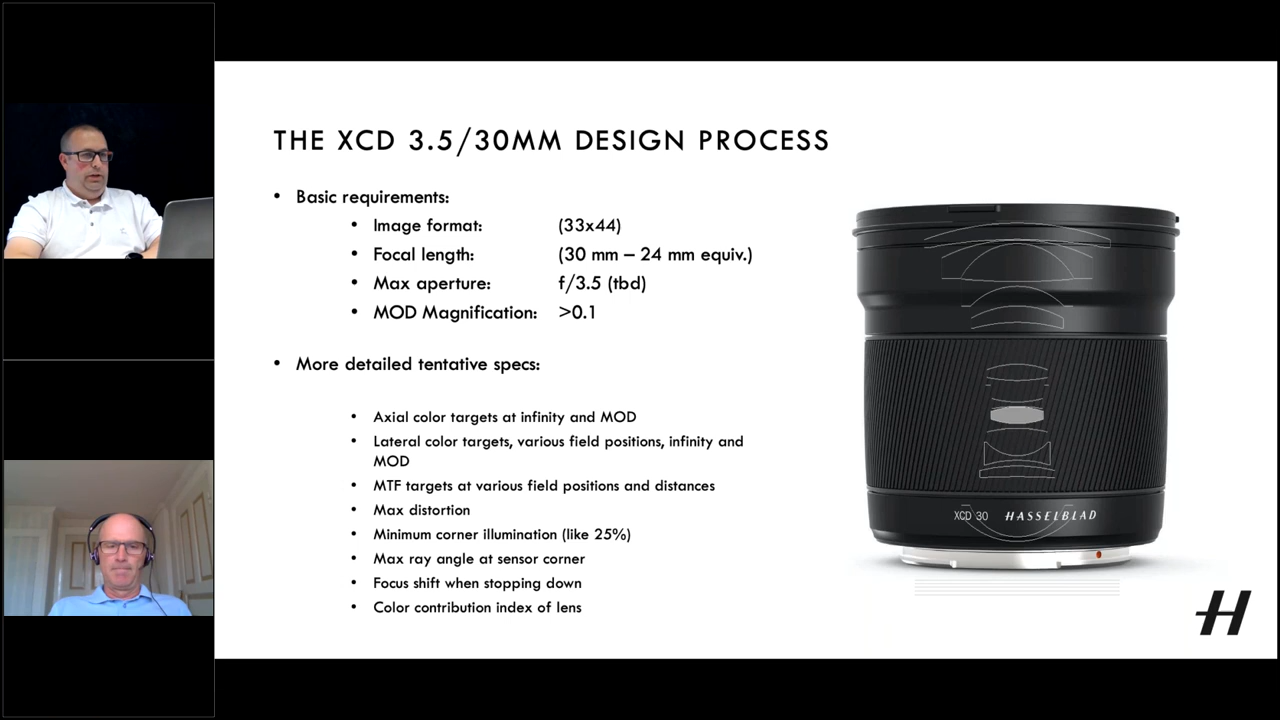 THE XCD 3.5/30MM DESIGN PROCESS
• Basic requirements:
• Image format: (33x44)
• Focal length: (30 mm – 24 mm equiv.)
• Max aperture: f/3.5 (tbd)
• MOD Magnification: >0.1
• More detailed tentative specs:
• Axial color targets at infinity and MOD
• Lateral color targets, various field positions, infinity and
MOD
• MTF targets at various field positions and distances
• Max distortion
• Minimum corner illumination (like 25%)
• Max ray angle at sensor corner
• Focus shift when stopping down
• Color contribution index of lens
XCD 30 HASSELBLAD
H